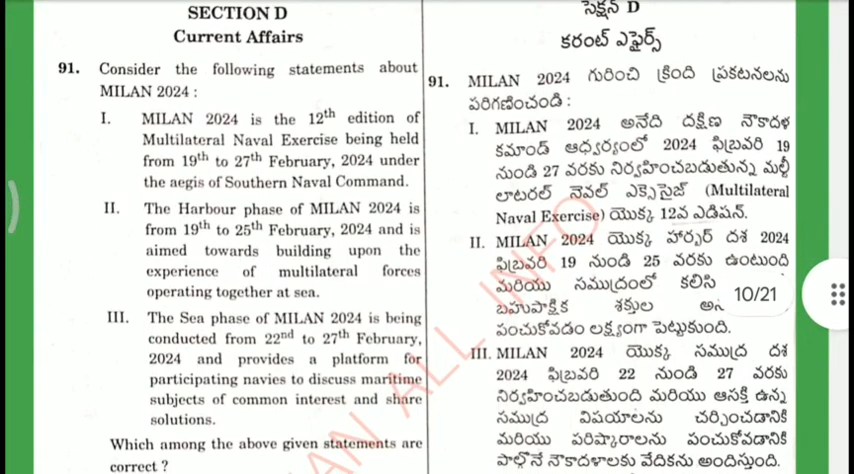 SECTION D
Current Affairs
91. Consider the following statements about
MILAN 2024 :
I. MILAN 2024 is the 12th edition of
Multilateral Naval Exercise being held
from 19th to 27th February, 2024 under
the aegis of Southern Naval Command.
II. The Harbour phase of MILAN 2024 is
from 19th to 25th February, 2024 and is
aimed towards building upon the
experience of multilateral forces
operating together at sea.
III. The Sea phase of MILAN 2024 is being
conducted from 22nd to 27th February,
2024 and provides a platform for
participating navies to discuss maritime
subjects of common interest and share
solutions.
Which among the above given statements are
correct ?
సెక్షన్ D
కరంట్ ఎఫైర్స్
91. MILAN 2024 గురించి క్రింది ప్రకటనలను
పరిగణించండి :
I. MILAN 2024 అనేది దక్షిణ నౌకాదళ
కమాండ్ ఆధ్వర్యంలో 2024 ఫిబ్రవరి 19
నుండి 27 వరకు నిర్వహించబడుతున్న మల్టీ
లాటరల్ నెవల్ ఎక్సెసైజ్ (Multilateral
Naval Exercise) యొక్క 12వ ఎడిషన్.
II. MILAN 2024 యొక్క హార్బర్ దశ 2024
ఫిబ్రవరి 19 నుండి 25 వరకు ఉంటుంది
మరియు సముద్రంలో కలిసి
బహుపాక్షిక శక్తుల
పంచుకోవడం లక్ష్యంగా పెట్టుకుంది.
III. MILAN 2024 యొక్క సముద్ర దశ
2024 ఫిబ్రవరి 22 నుండి 27 వరకు
నిర్వహించబడుతుంది మరియు ఆసక్తి ఉన్న
సముద్ర విషయాలను చర్చించడానికి
మరియు పరిష్కారాలను పంచుకోవడానికి
పాల్గొనే నౌకాదళాలకు వేదికను అందిస్తుంది.
10/21
AN ALL INFO